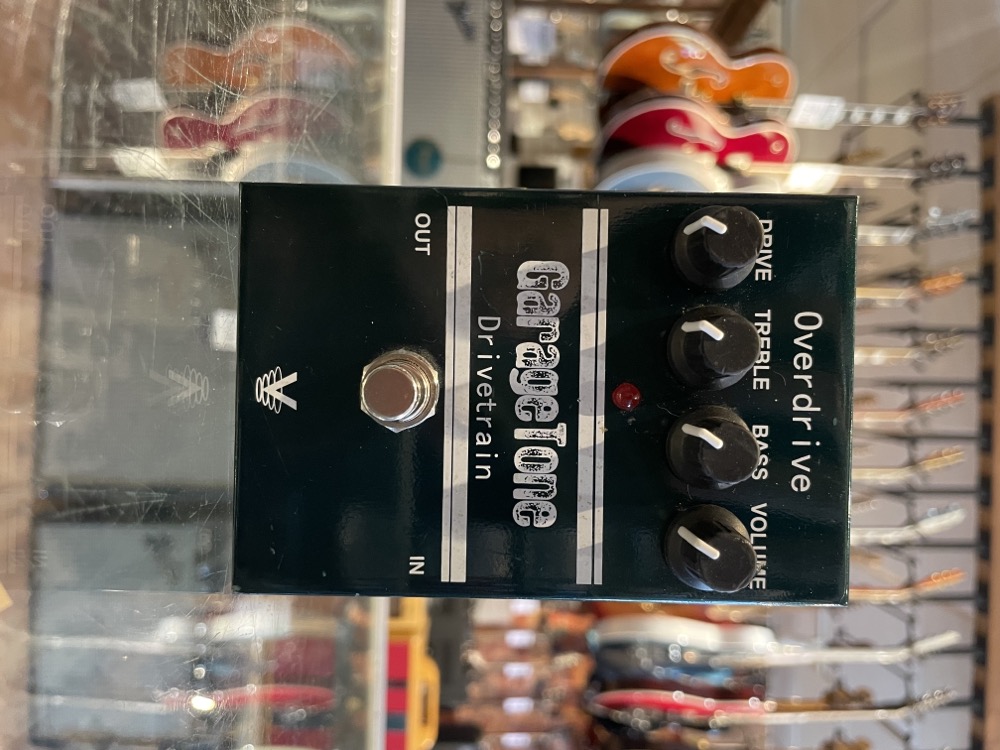 Overdrive
DRIVE TREBLE BASS VOLUME
GarageTone
Drivetrain
OUT IN
V